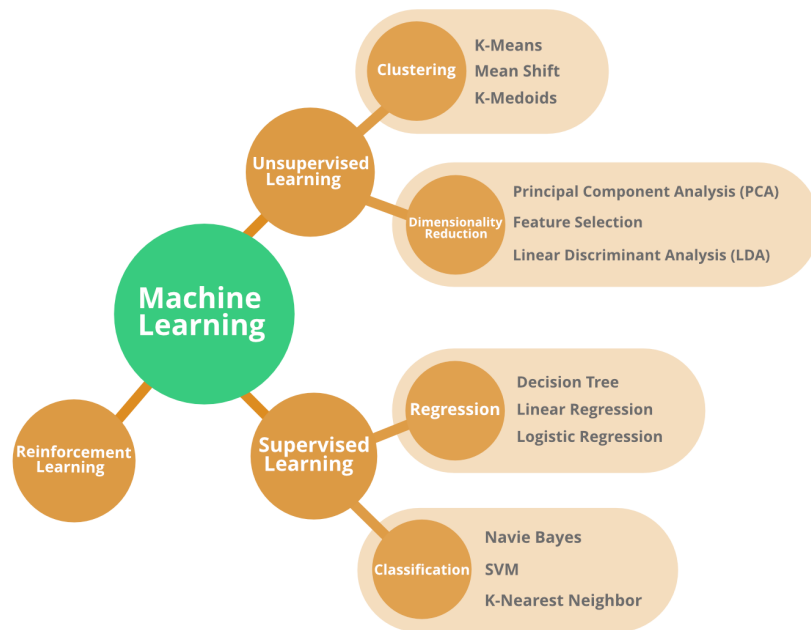 Clustering
K-Means
Mean Shift
K-Medoids
Unsupervised
Learning
Dimensionality
Reduction
Principal Component Analysis (PCA)
Feature Selection
Linear Discriminant Analysis (LDA)
Machine
Learning
Reinforcement
Learning
Supervised
Learning
Regression
Decision Tree
Linear Regression
Logistic Regression
Classification
Navie Bayes
SVM
K-Nearest Neighbor